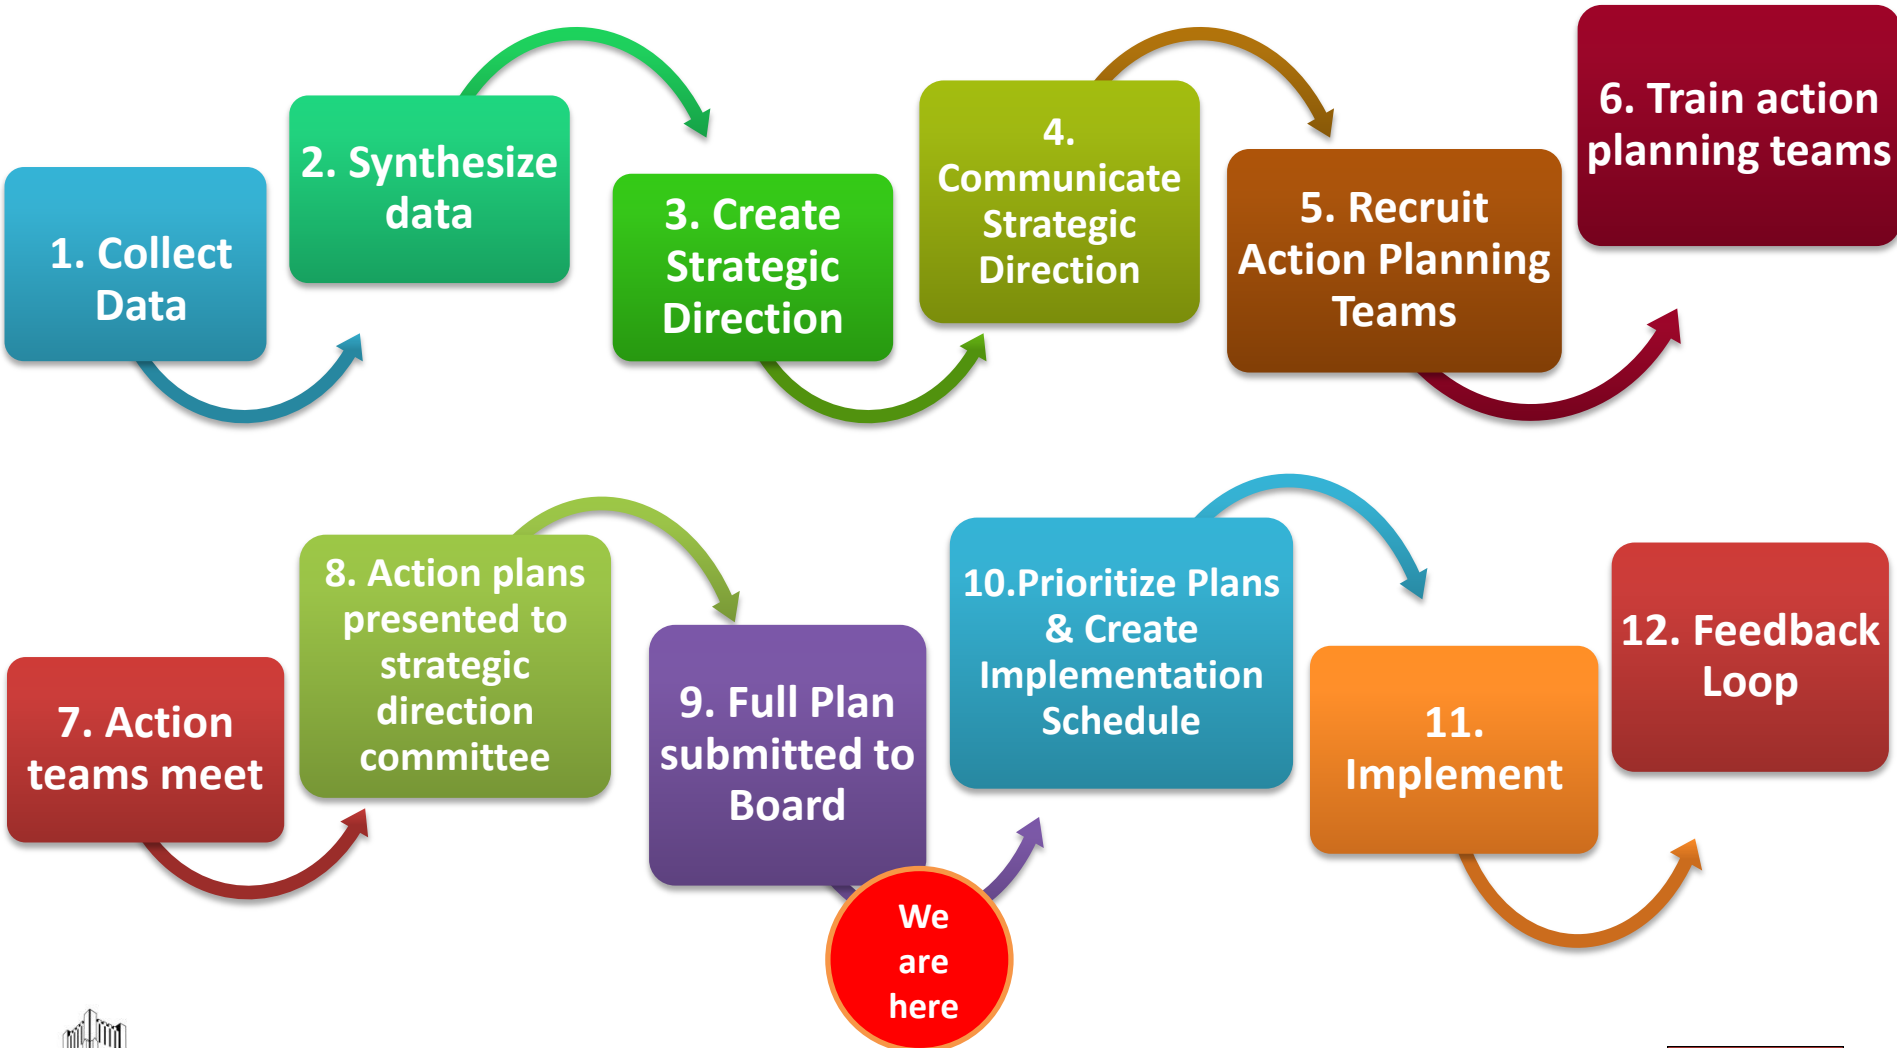 1. Collect
Data
2. Synthesize
data
3. Create
Strategic
Direction
4.
Communicate
Strategic
Direction
5. Recruit
Action Planning
Teams
6. Train action
planning teams
7. Action
teams meet
8. Action plans
presented to
strategic
direction
committee
9. Full Plan
submitted to
Board
10.Prioritize Plans
& Create
Implementation
Schedule
11.
Implement
12. Feedback
Loop
We
are
here